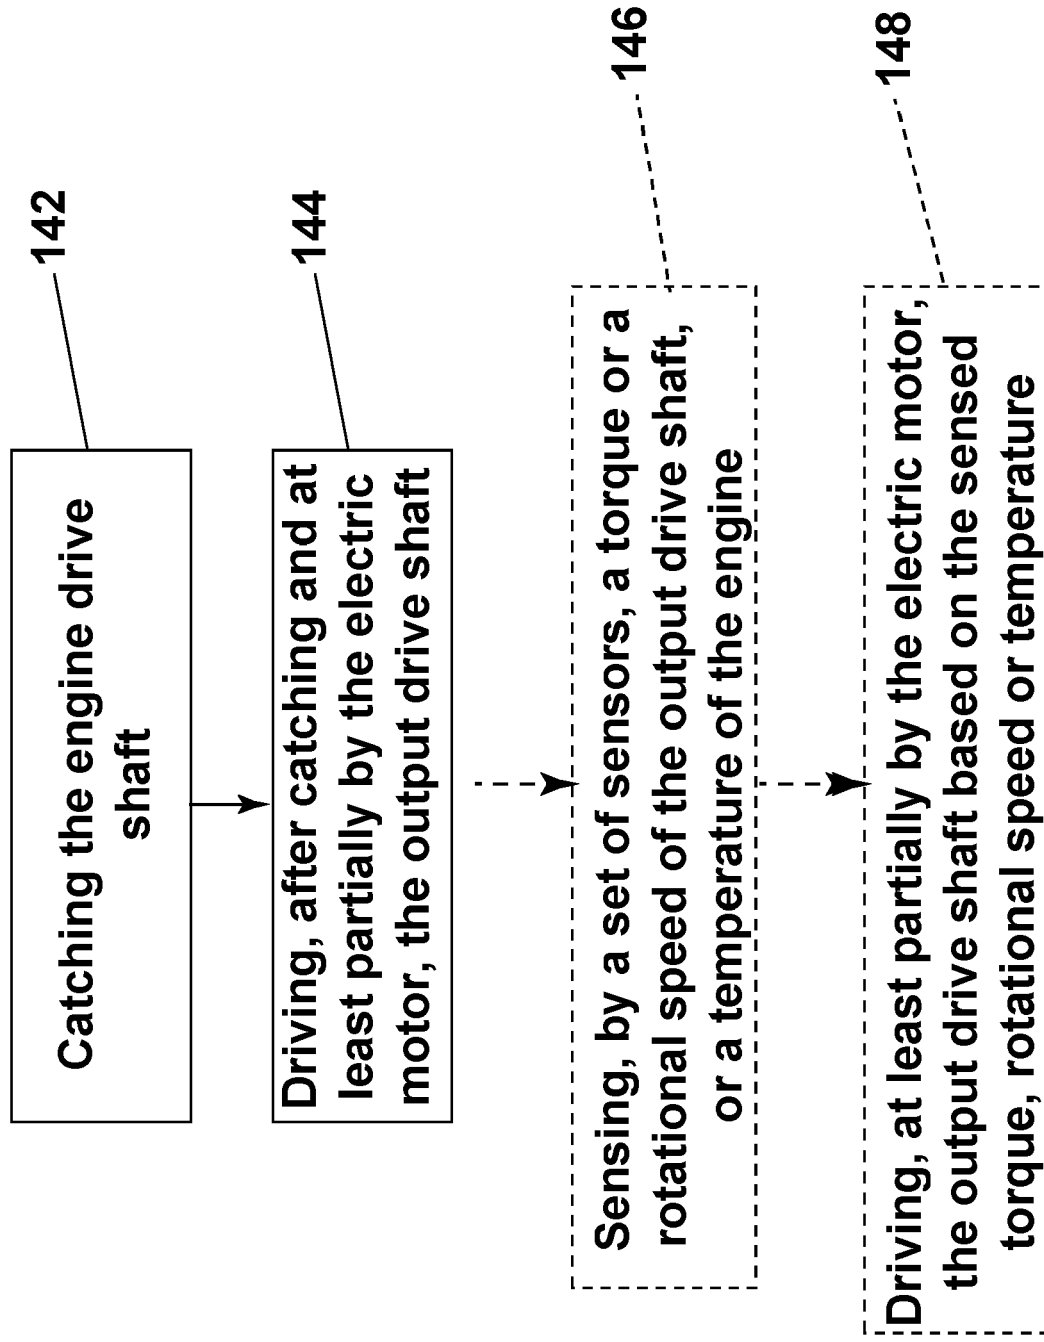 142
Catching the engine drive
shaft
144
Driving, after catching and at
least partially by the electric
motor, the output drive shaft
146
Sensing, by a set of sensors, a torque or a
rotational speed of the output drive shaft,
or a temperature of the engine
148
Driving, at least partially by the electric motor,
the output drive shaft based on the sensed
torque, rotational speed or temperature